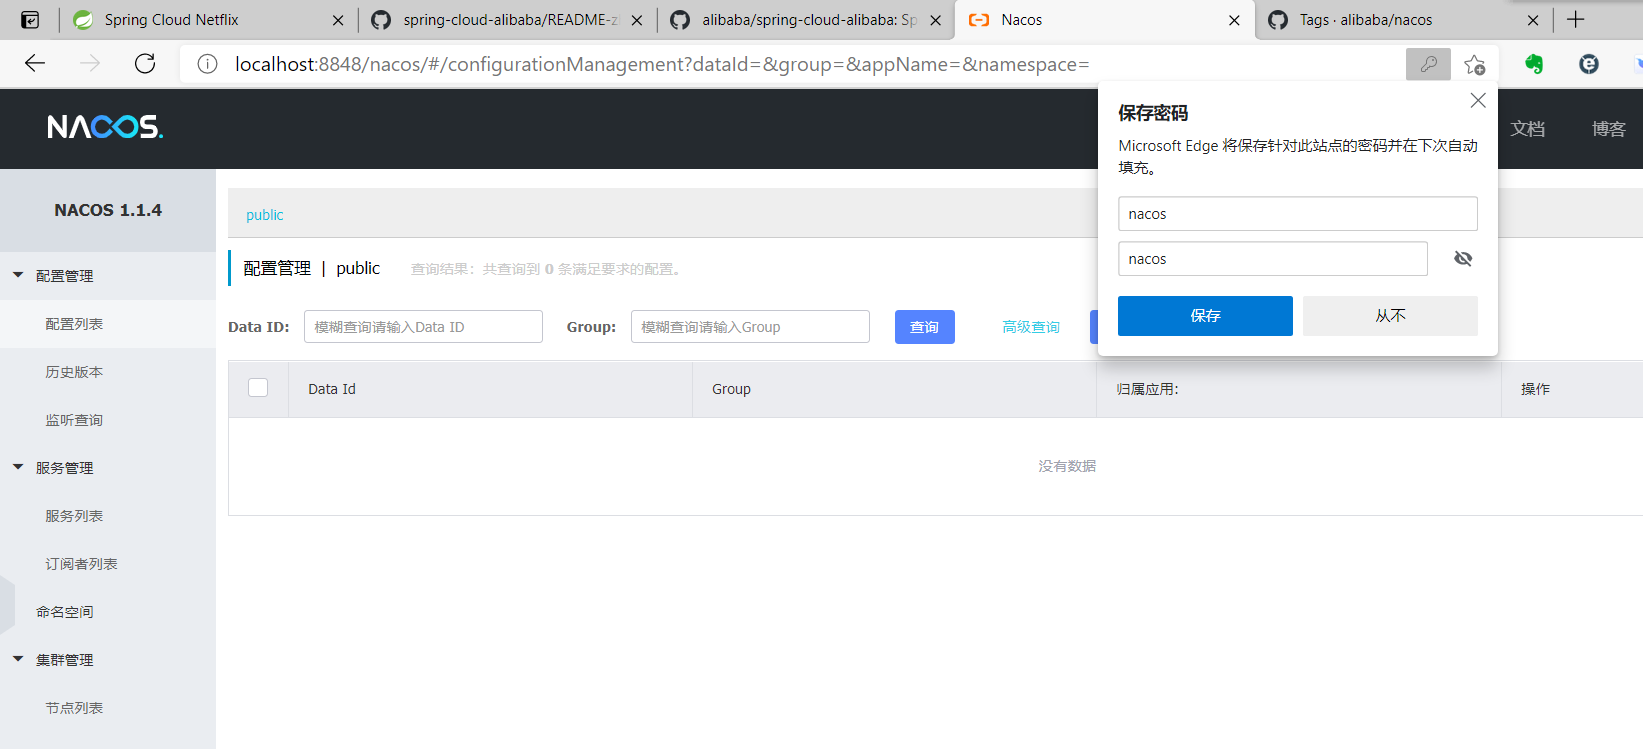 Spring Cloud Netflix
spring-cloud-alibaba/README-z
alibaba/spring-cloud-alibaba: Sp
Nacos
Tags · alibaba/nacos
localhost:8848/nacos/#/configurationManagement?dataId=&group=&appName=&namespace=
NACOS.
文档
博客
保存密码
Microsoft Edge 将保存针对此站点的密码并在下次自动
填充。
nacos
nacos
保存
从不
NACOS 1.1.4
配置管理
配置列表
历史版本
监听查询
服务管理
服务列表
订阅者列表
命名空间
集群管理
节点列表
public
配置管理 | public
查询结果：共查询到 0 条满足要求的配置。
Data ID:
模糊查询请输入Data ID
Group:
模糊查询请输入Group
查询
高级查询
Data Id
Group
归属应用:
操作
没有数据